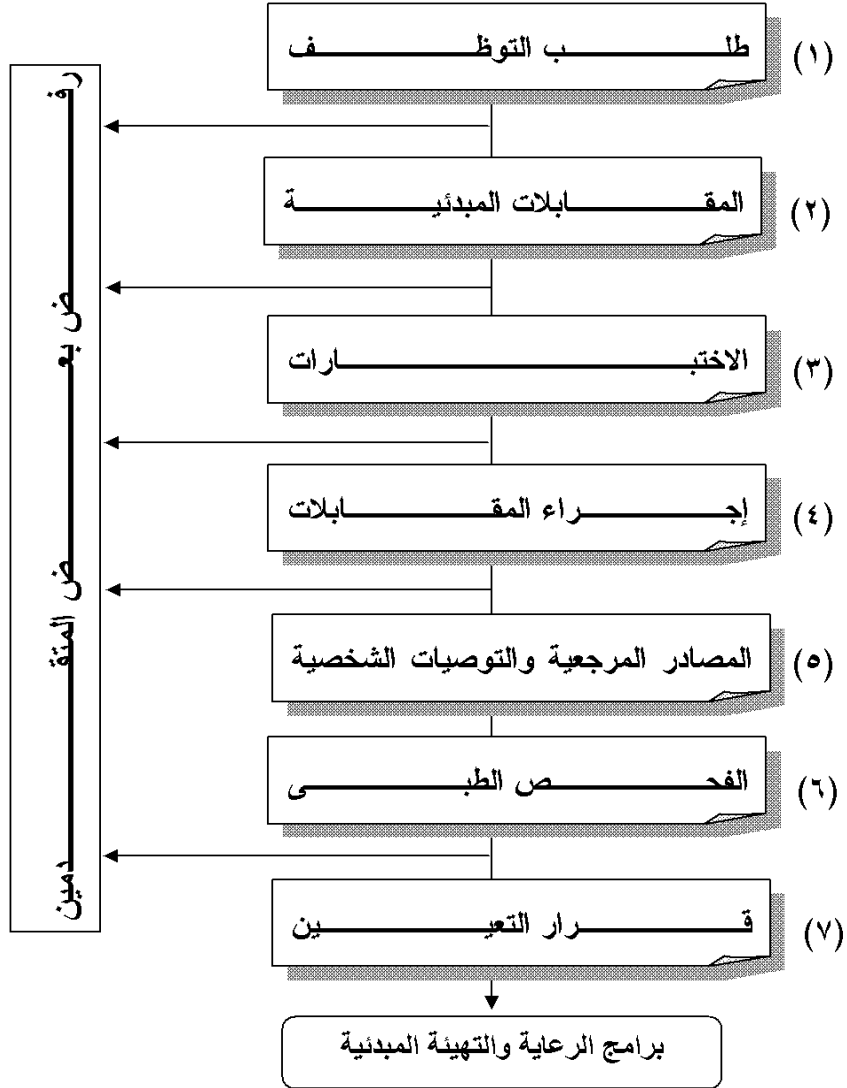 (١) طلب التوظف
(٢) المقابلات المبدئية
(٣) الاختبارات
(٤) إجراء المقابلات
(٥) المصادر المرجعية والتوصيات الشخصية
(٦) الفحص الطبى
(٧) قرار التعيين
برامج الرعاية والتهيئة المبدئية
رفض بعض المتقدمين